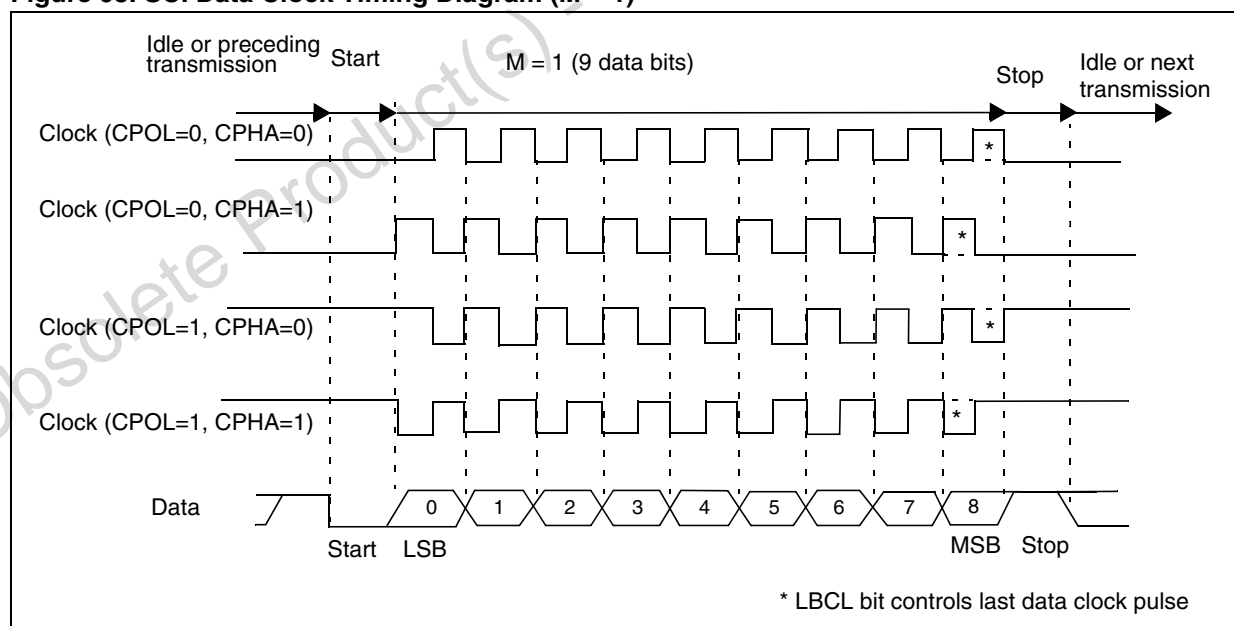 Idle or preceding
transmission
Start
M = 1 (9 data bits)
Stop
Idle or next
transmission
Clock (CPOL=0, CPHA=0)
*
Clock (CPOL=0, CPHA=1)
*
Clock (CPOL=1, CPHA=0)
*
Clock (CPOL=1, CPHA=1)
*
Data
0 1 2 3 4 5 6 7 8
Start LSB MSB Stop
* LBCL bit controls last data clock pulse
Obsolete Product(s)